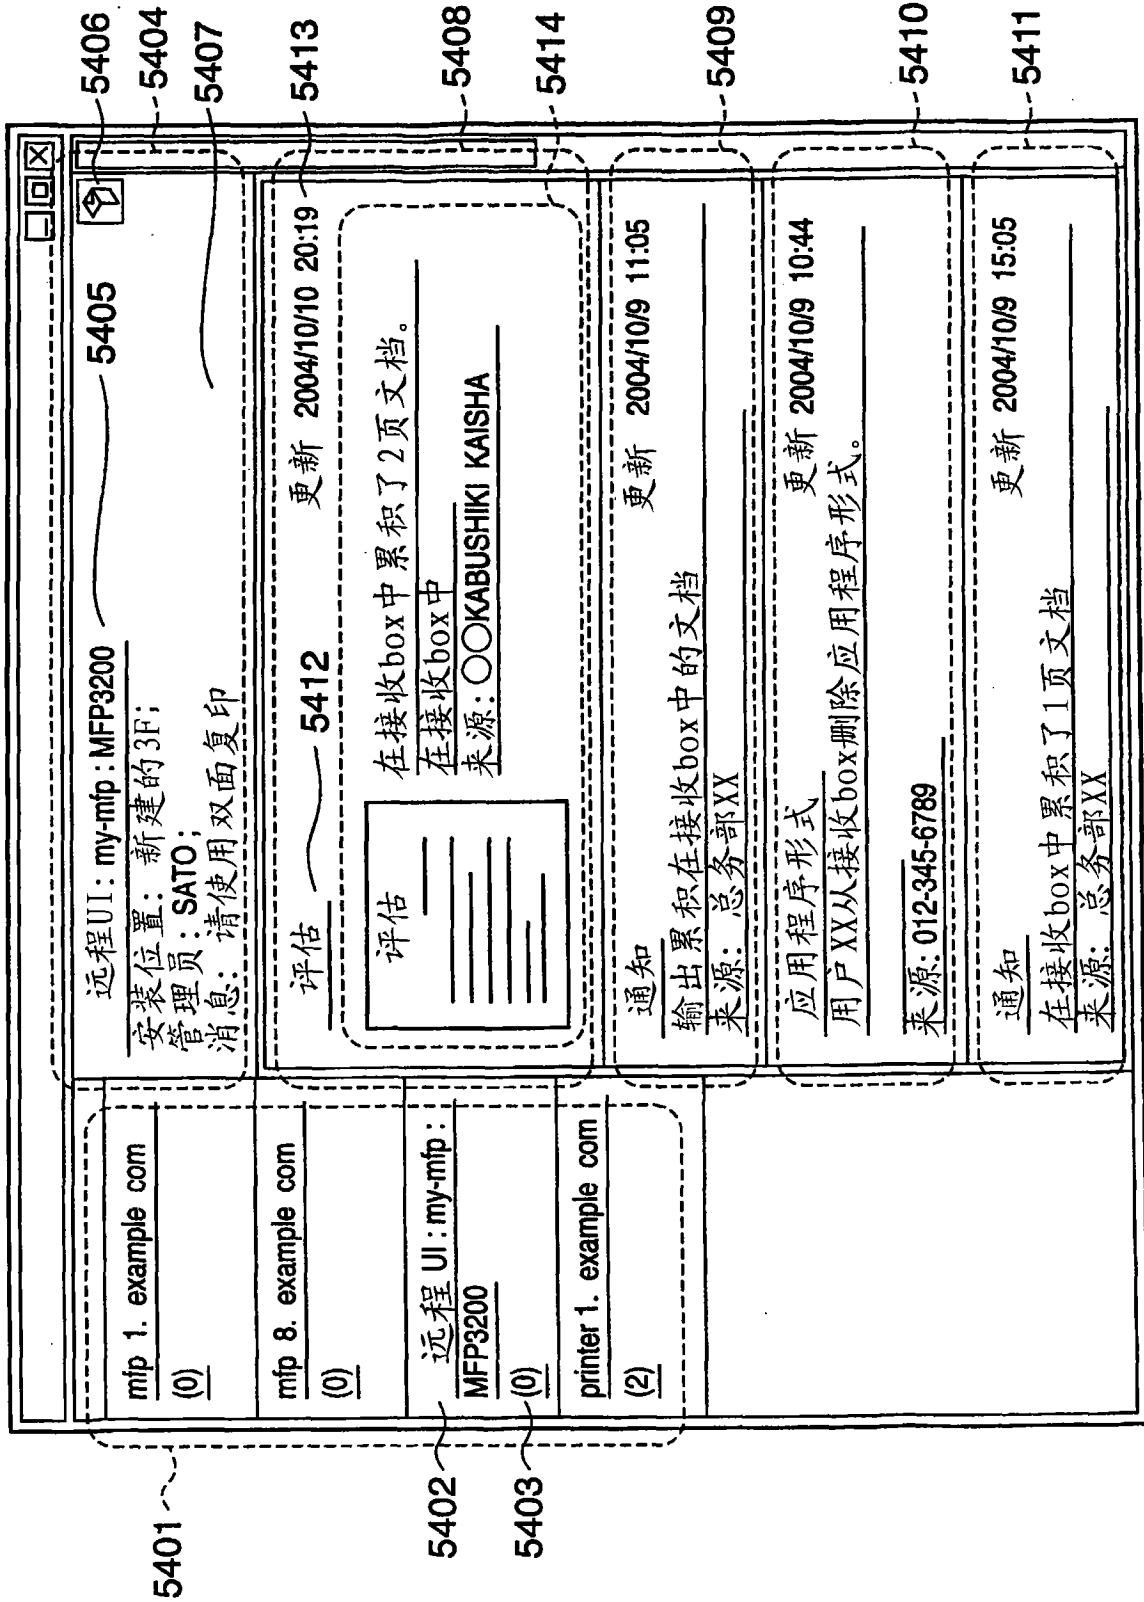 5406
5404
5407
5413
5408
5414
5409
5410
5411
5405
远程UI: my-mfp : MFP3200
安装位置: 新建的3F;
管理员: SATO;
消息: 请使用双面复印
5412
评估
更新 2004/10/10 20:19
评估
在接收box中累积了2页文档。
在接收box中
来源: ○○KABUSHIKI KAISHA
通知
更新 2004/10/9 11:05
输出累积在接收box中的文档
来源: 总务部XX
应用程序形式
更新 2004/10/9 10:44
用户XX从接收box删除应用程序形式。
来源: 012-345-6789
通知
更新 2004/10/9 15:05
在接收box中累积了1页文档
来源: 总务部XX
mfp 1. example com
(0)
mfp 8. example com
(0)
远程 UI : my-mfp :
MFP3200
(0)
printer 1. example com
(2)
5401
5402
5403